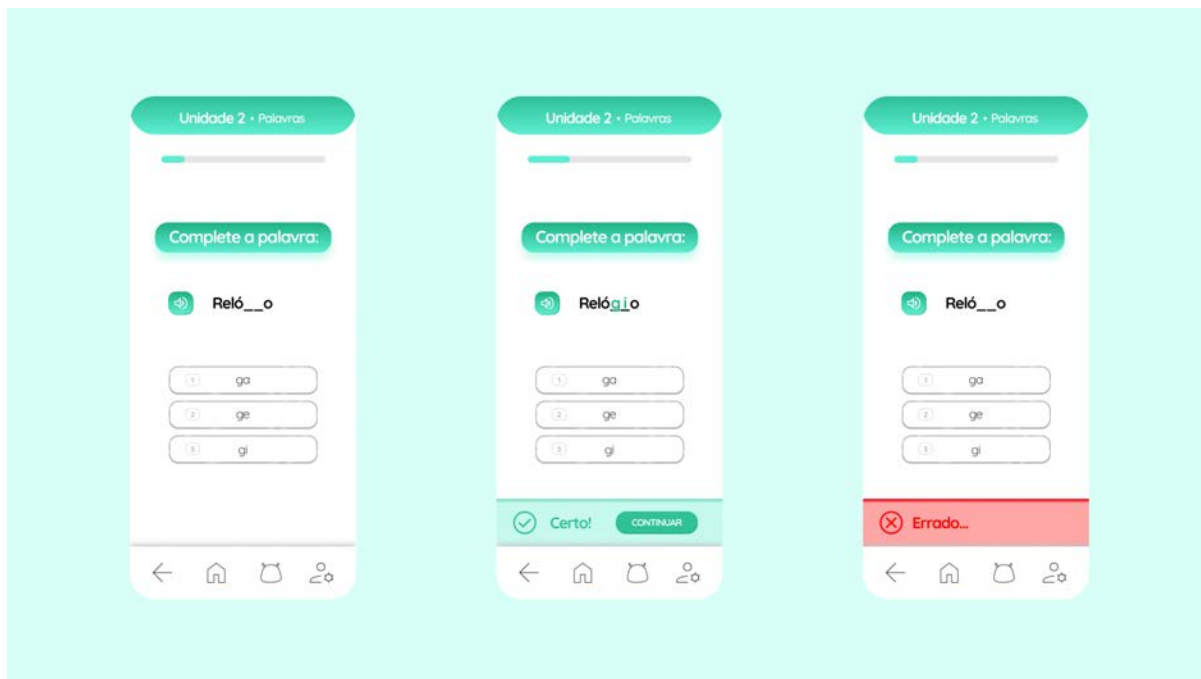 Unidade 2 • Palavras
Complete a palavra:
Reló__o
1 ga
2 ge
3 gi
Unidade 2 • Palavras
Complete a palavra:
Relógio
1 ga
2 ge
3 gi
Certo!
CONTINUAR
Unidade 2 • Palavras
Complete a palavra:
Reló__o
1 ga
2 ge
3 gi
Errado...